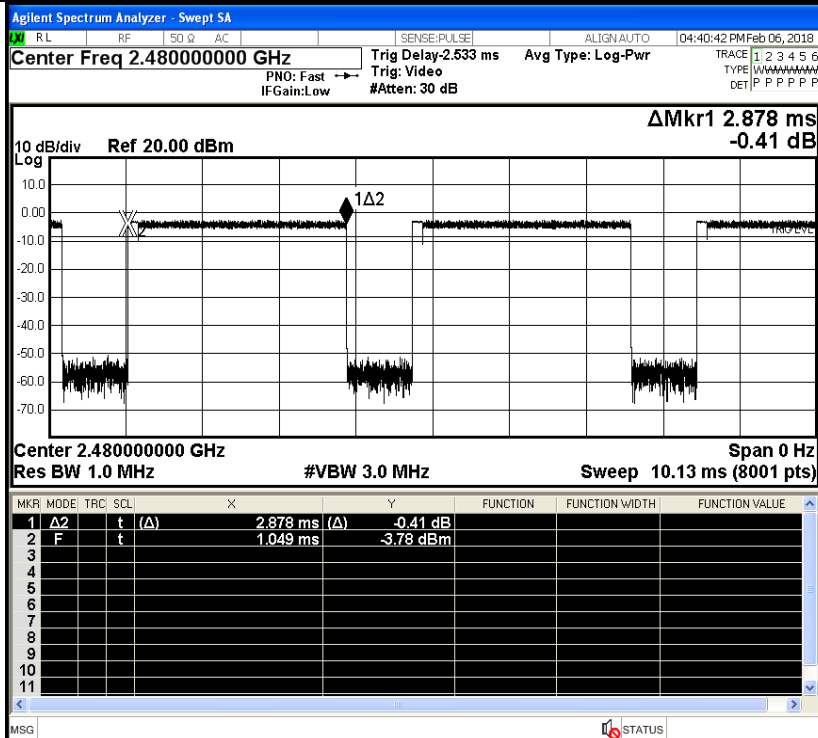 Agilent Spectrum Analyzer - Swept SA
LXI RL RF 50 Ω AC SENSE:PULSE ALIGN AUTO 04:40:42 PM Feb 06, 2018
Center Freq 2.480000000 GHz Trig Delay-2.533 ms Avg Type: Log-Pwr TRACE 1 2 3 4 5 6
PNO: Fast Trig: Video TYPE WWWWWW
IFGain:Low #Atten: 30 dB DET P P P P P P
ΔMkr1 2.878 ms
10 dB/div Ref 20.00 dBm -0.41 dB
Log
10.0
1Δ2
0.00
2
TRIG LVL
-10.0
-20.0
-30.0
-40.0
-50.0
-60.0
-70.0
Center 2.480000000 GHz Span 0 Hz
Res BW 1.0 MHz #VBW 3.0 MHz Sweep 10.13 ms (8001 pts)
MKR MODE TRC SCL X Y FUNCTION FUNCTION WIDTH FUNCTION VALUE
1 Δ2 t (Δ) 2.878 ms (Δ) -0.41 dB
2 F t 1.049 ms -3.78 dBm
3
4
5
6
7
8
9
10
11
MSG STATUS